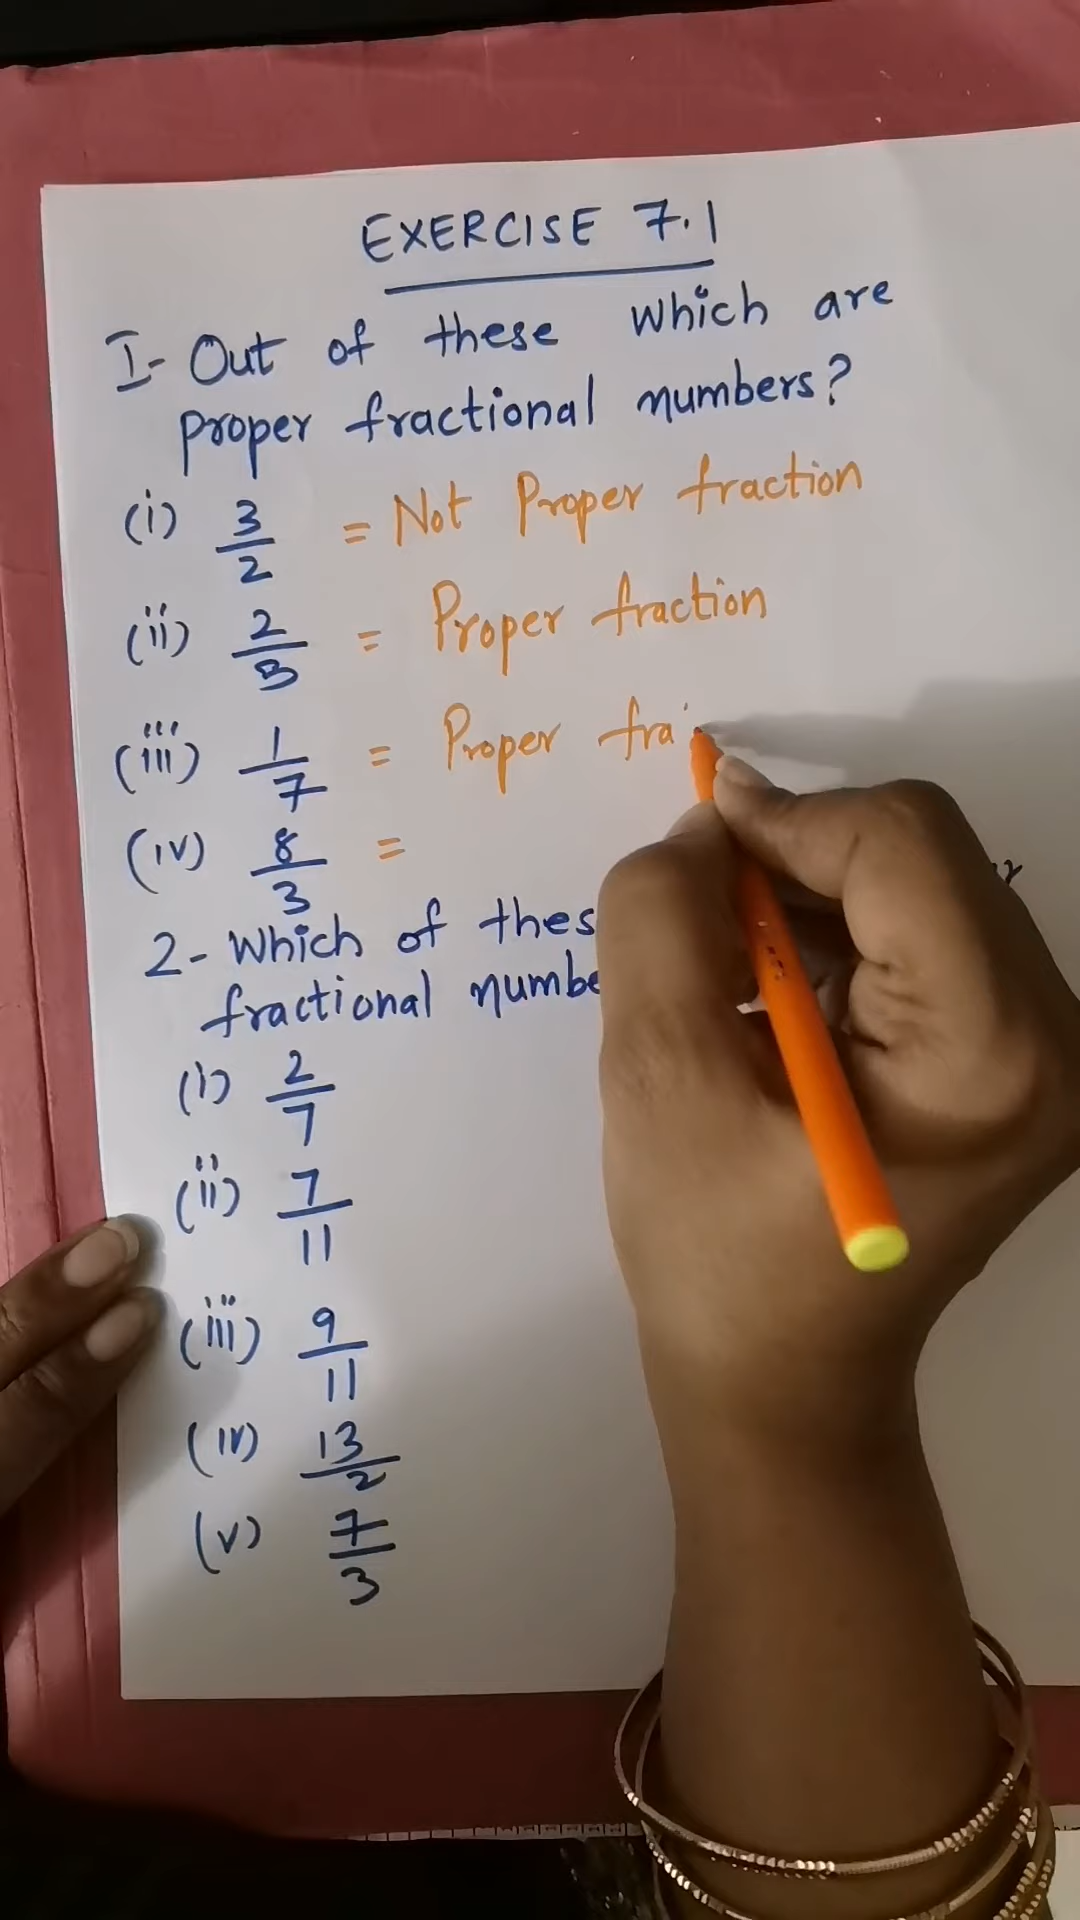 EXERCISE 7.1
I- Out of these which are
proper fractional numbers?
(i) 3/2 = Not Proper fraction
(ii) 2/3 = Proper fraction
(iii) 1/7 = Proper fra
(iv) 8/3 =
2- Which of thes
fractional numbe
(i) 2/7
(ii) 7/11
(iii) 9/11
(iv) 13/2
(v) 7/3